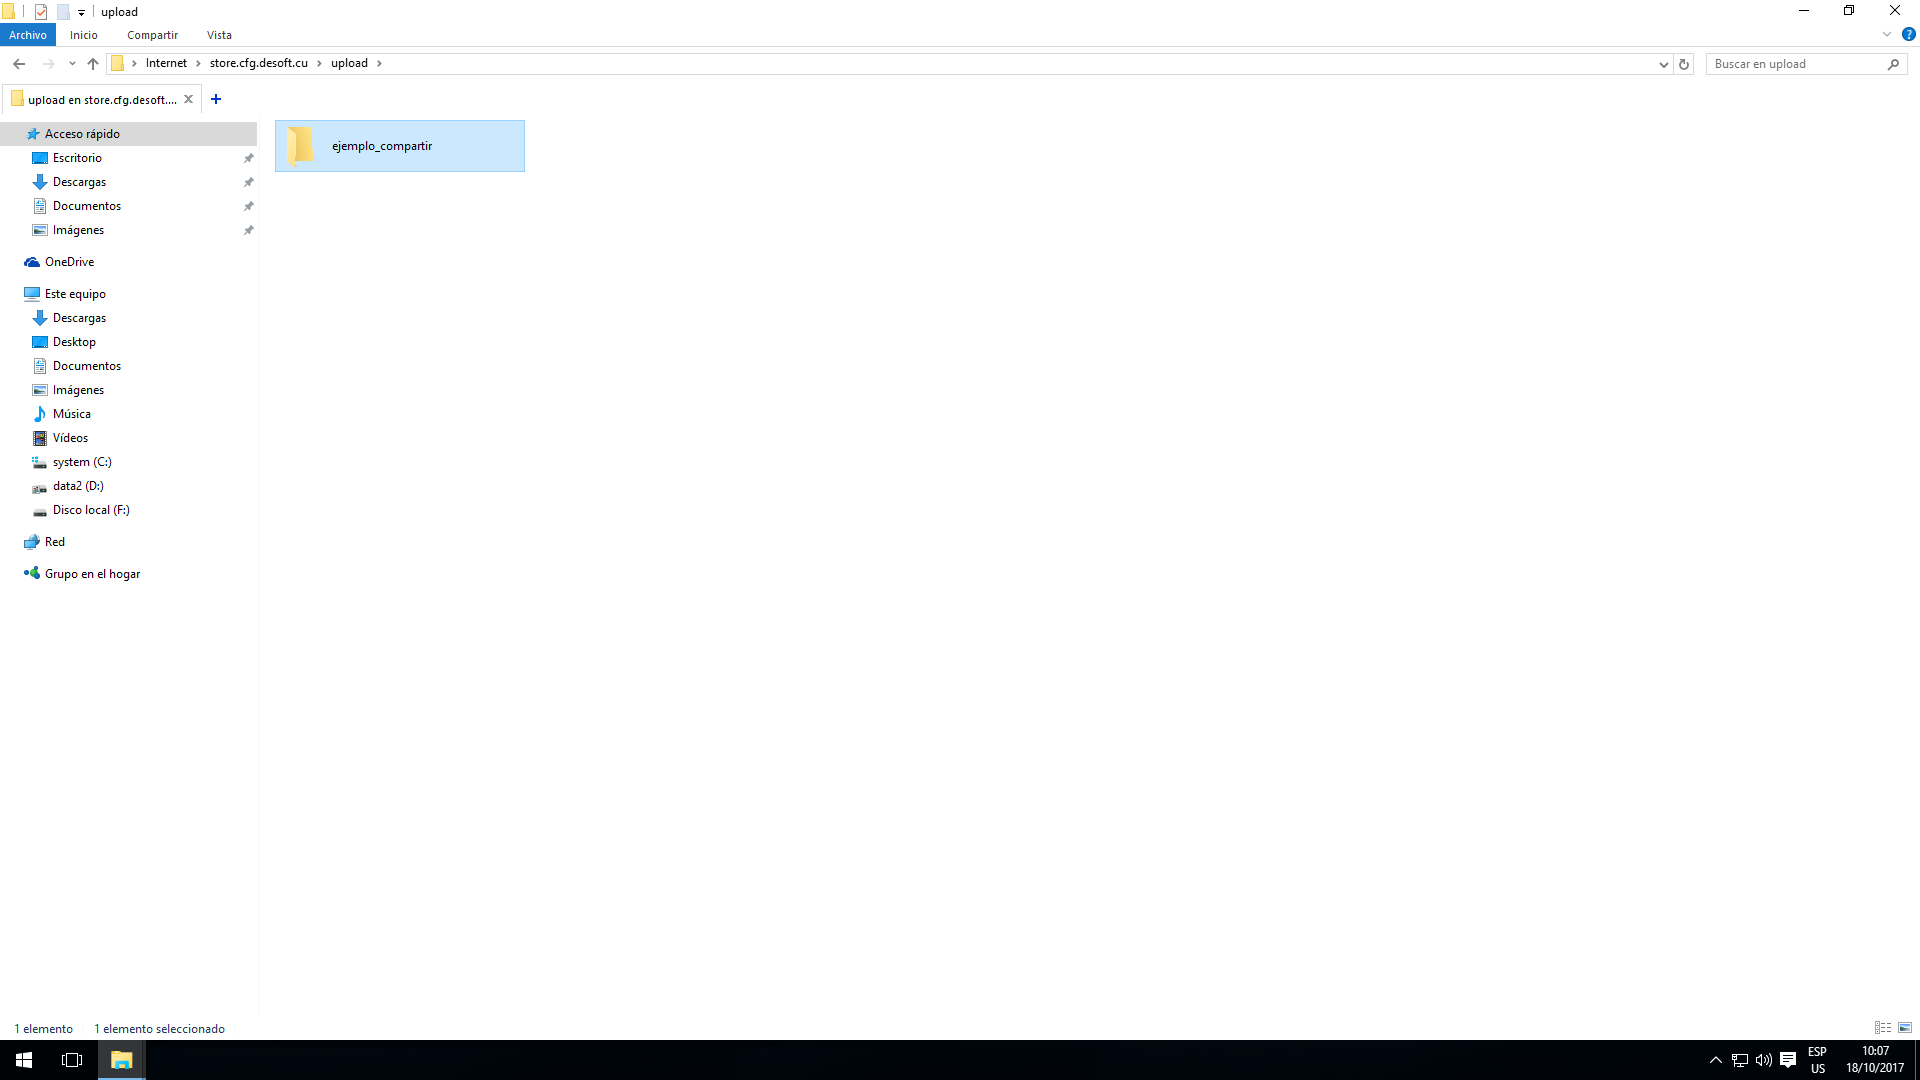 upload
Archivo Inicio Compartir Vista
Internet store.cfg.desoft.cu upload
Buscar en upload
upload en store.cfg.desoft....
Acceso rápido
Escritorio
Descargas
Documentos
Imágenes
OneDrive
Este equipo
Descargas
Desktop
Documentos
Imágenes
Música
Vídeos
system (C:)
data2 (D:)
Disco local (F:)
Red
Grupo en el hogar
ejemplo_compartir
1 elemento 1 elemento seleccionado
ESP
US
10:07
18/10/2017